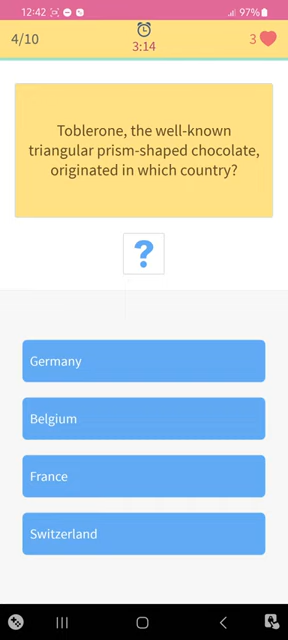 12:42
97%
4/10
3:14
3
Toblerone, the well-known
triangular prism-shaped chocolate,
originated in which country?
?
Germany
Belgium
France
Switzerland